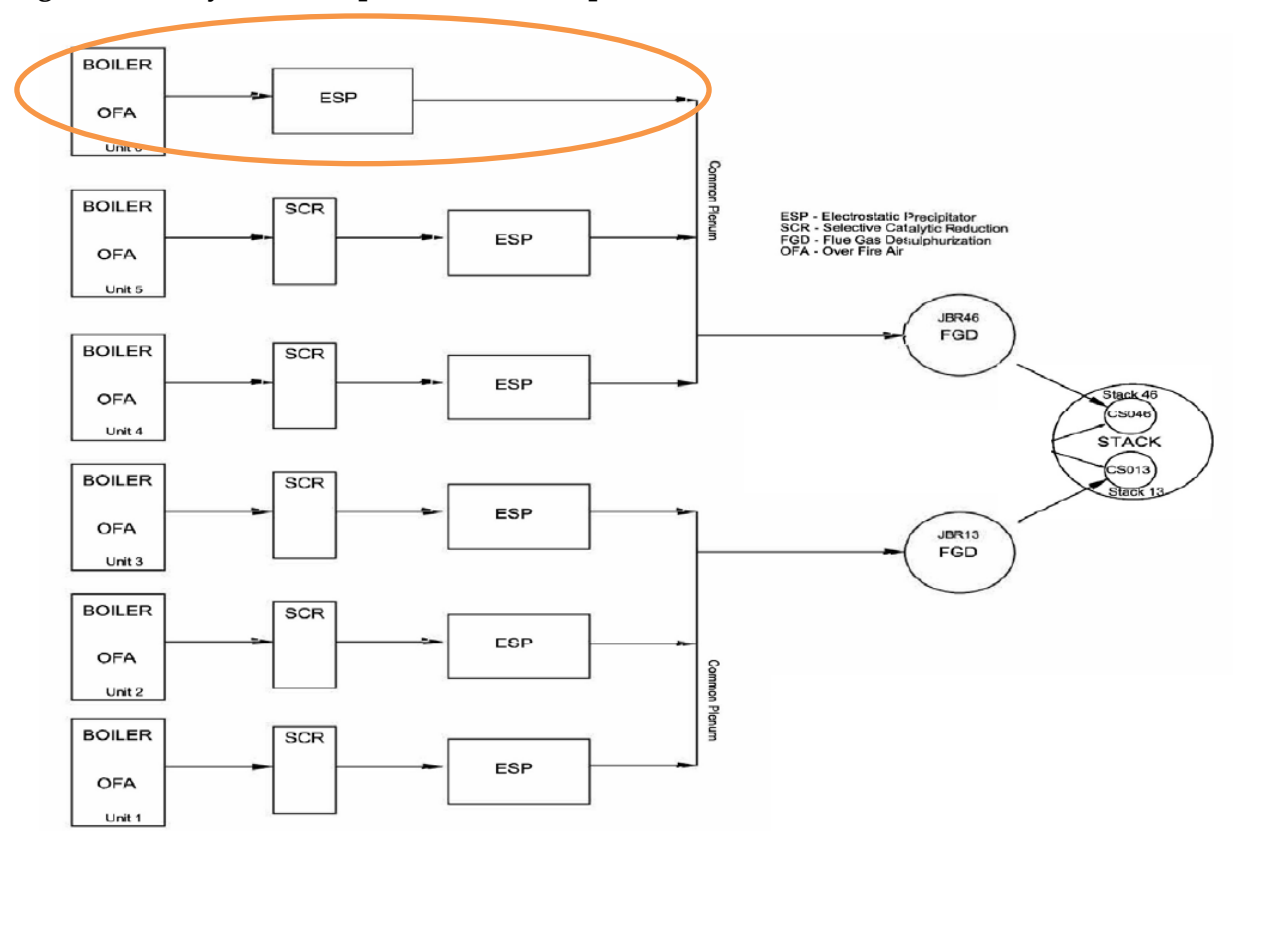 BOILER
OFA
ESP
BOILER
OFA
Unit 5
SCR
ESP
BOILER
OFA
Unit 4
SCR
ESP
BOILER
OFA
Unit 3
SCR
ESP
BOILER
OFA
Unit 2
SCR
ESP
BOILER
OFA
Unit 1
SCR
ESP
Common Plenum
Common Plenum
ESP - Electrostatic Precipitator
SCR - Selective Catalytic Reduction
FGD - Flue Gas Desulphurization
OFA - Over Fire Air
JBR46
FGD
JBR13
FGD
Stack 46
CS046
STACK
CS013
Stack 13